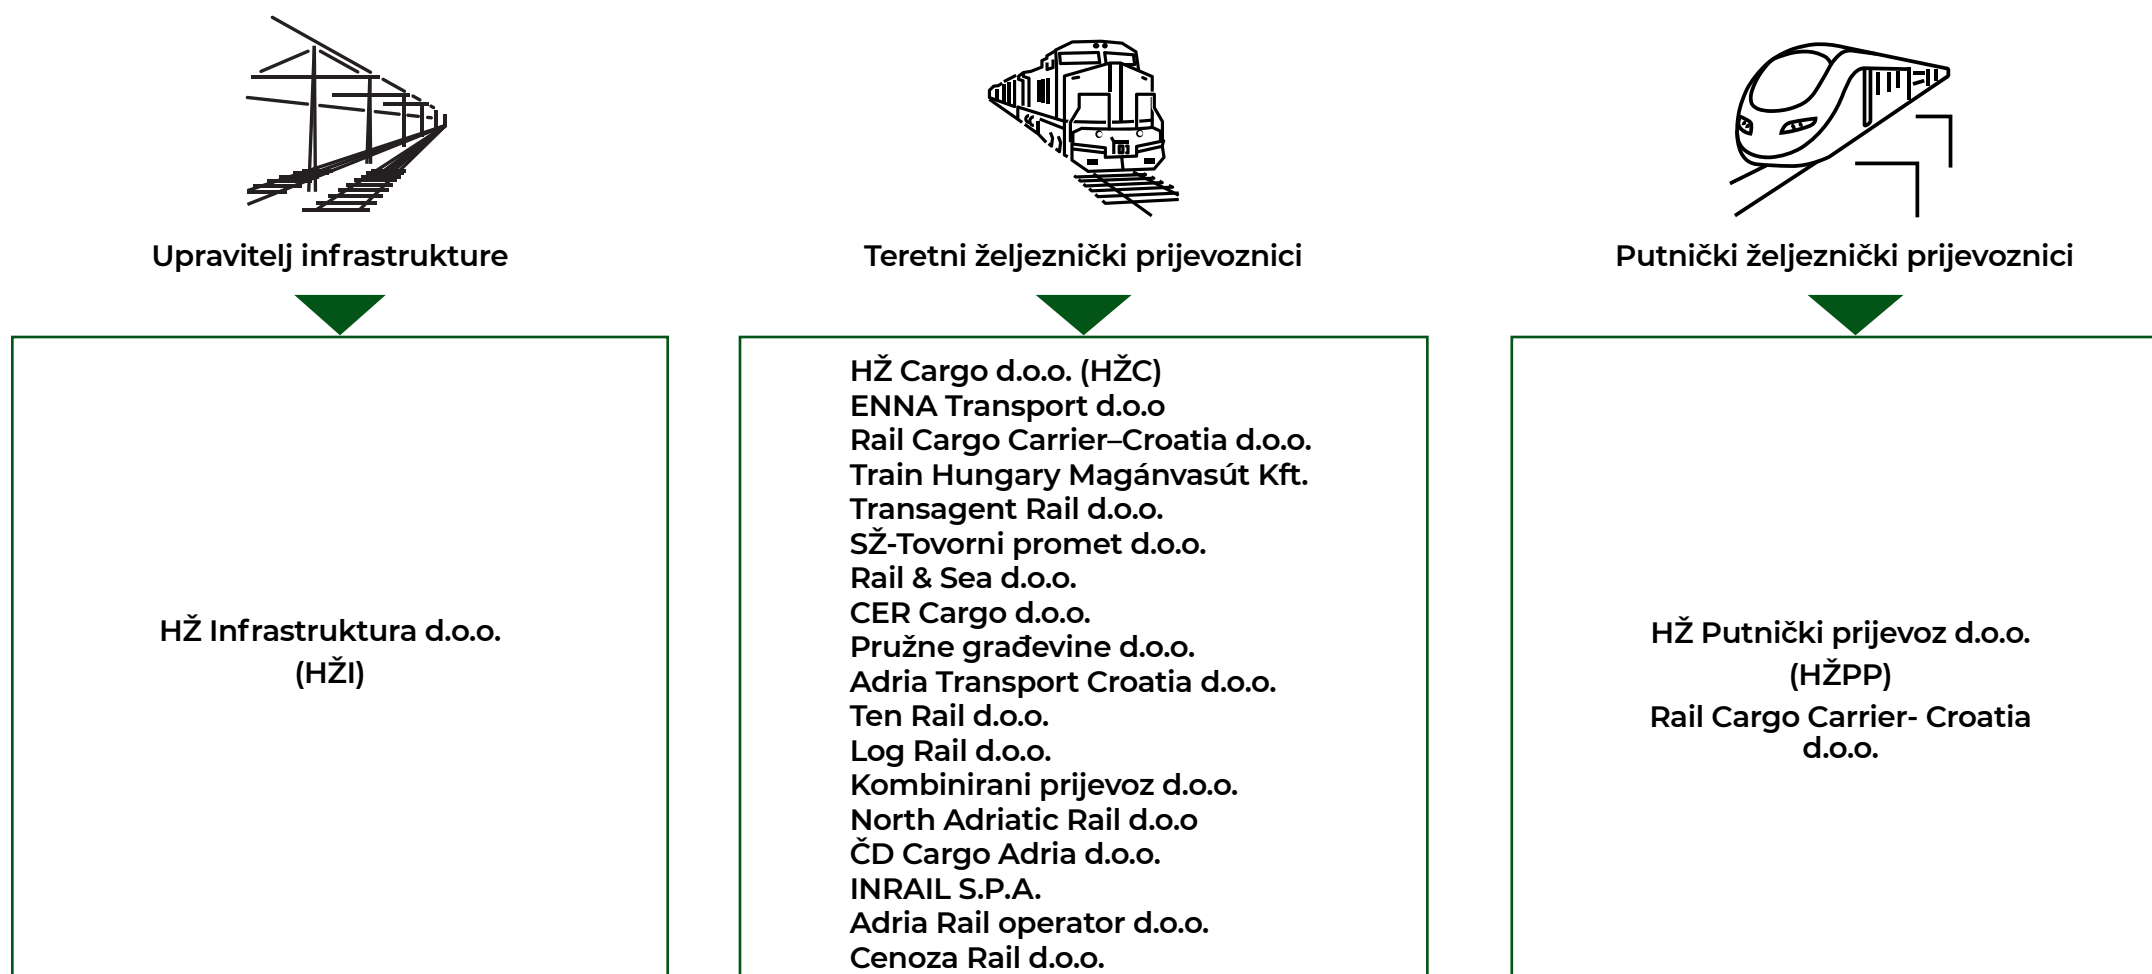 Upravitelj infrastrukture
HŽ Infrastruktura d.o.o.
(HŽI)
Teretni željeznički prijevoznici
HŽ Cargo d.o.o. (HŽC)
ENNA Transport d.o.o
Rail Cargo Carrier–Croatia d.o.o.
Train Hungary Magánvasút Kft.
Transagent Rail d.o.o.
SŽ-Tovorni promet d.o.o.
Rail & Sea d.o.o.
CER Cargo d.o.o.
Pružne građevine d.o.o.
Adria Transport Croatia d.o.o.
Ten Rail d.o.o.
Log Rail d.o.o.
Kombinirani prijevoz d.o.o.
North Adriatic Rail d.o.o
ČD Cargo Adria d.o.o.
INRAIL S.P.A.
Adria Rail operator d.o.o.
Cenoza Rail d.o.o.
Putnički željeznički prijevoznici
HŽ Putnički prijevoz d.o.o.
(HŽPP)
Rail Cargo Carrier- Croatia
d.o.o.